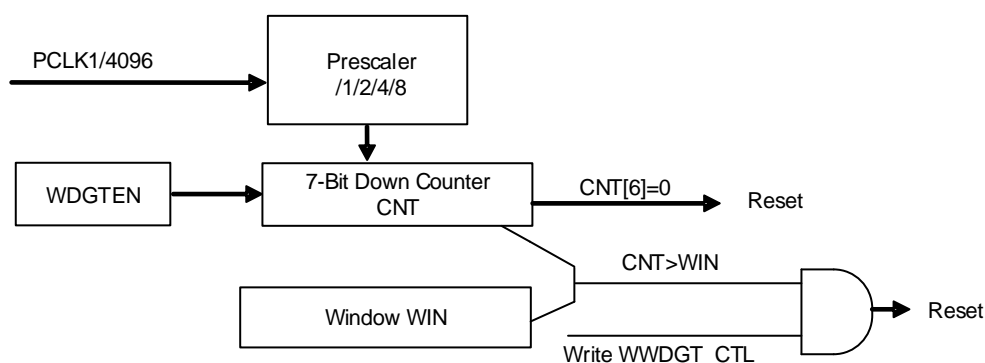 PCLK1/4096
Prescaler
/1/2/4/8
WDGTEN
7-Bit Down Counter
CNT
CNT[6]=0
Reset
CNT>WIN
Window WIN
Reset
Write WWDGT_CTL